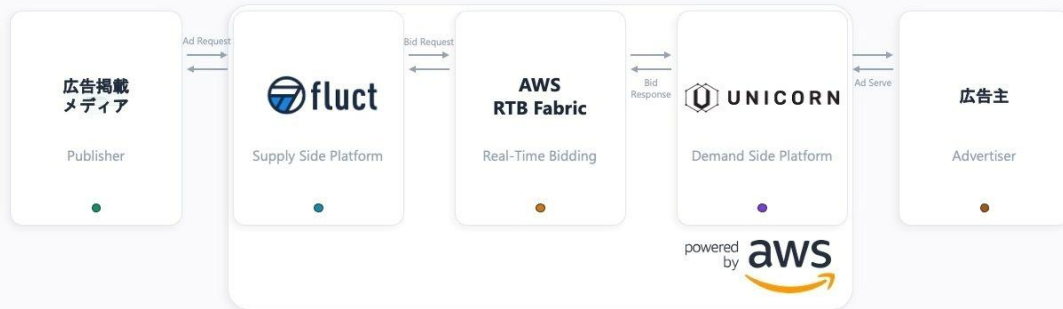 広告掲載
メディア
Publisher
Ad Request
fluct
Supply Side Platform
Bid Request
AWS
RTB Fabric
Real-Time Bidding
Bid
Response
UNICORN
Demand Side Platform
Ad Serve
広告主
Advertiser
powered
by
aws